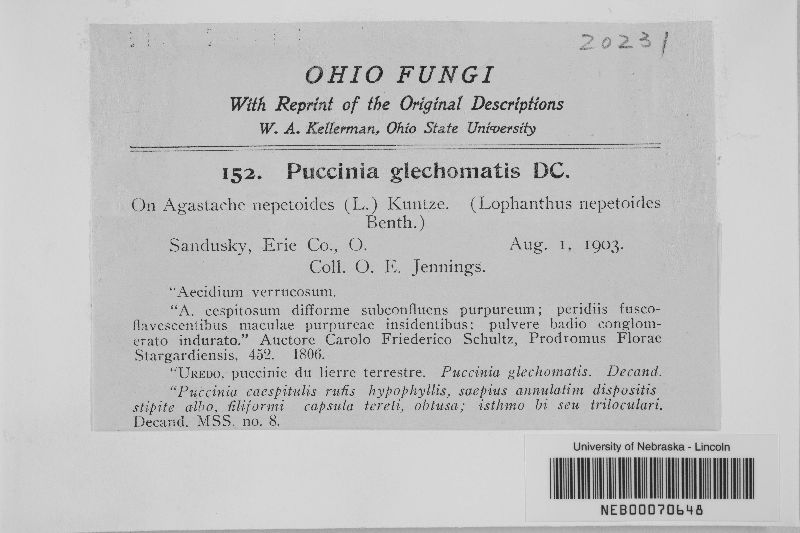 20231
OHIO FUNGI
With Reprint of the Original Descriptions
W. A. Kellerman, Ohio State University
152. Puccinia glechomatis DC.
On Agastache nepetoides (L.) Kuntze. (Lophanthus nepetoides
Benth.)
Sandusky, Erie Co., O. Aug. 1, 1903.
Coll. O. E. Jennings.
"Aecidium verrucosum.
"A. cespitosum difforme subconfluens purpureum; peridiis fusco-
flavescentibus maculae purpureae insidentibus; pulvere badio conglom-
erato indurato." Auctore Carolo Friederico Schultz, Prodromus Florae
Stargardiensis, 452. 1806.
"UREDO. puccinie du lierre terrestre. Puccinia glechomatis. Decand.
"Puccinia caespitulis rufis hypophyllis, saepius annulatim dispositis
stipite albo, filiformi capsula tereti, obtusa; isthmo bi seu triloculari.
Decand. MSS. no. 8.
University of Nebraska - Lincoln
NEB00070648